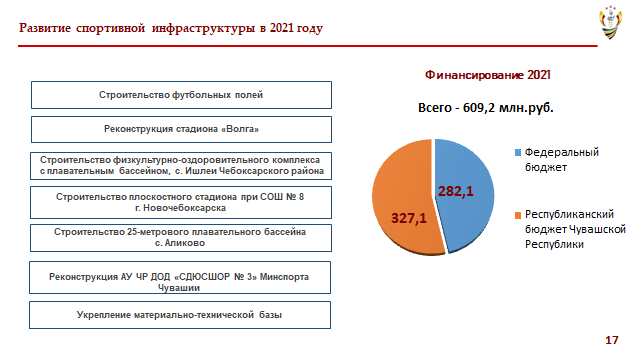 Развитие спортивной инфраструктуры в 2021 году
Строительство футбольных полей
Реконструкция стадиона «Волга»
Строительство физкультурно-оздоровительного комплекса
с плавательным бассейном, с. Ишлеи Чебоксарского района
Строительство плоскостного стадиона при СОШ № 8
г. Новочебоксарска
Строительство 25-метрового плавательного бассейна
с. Аликово
Реконструкция АУ ЧР ДОД «СДЮСШОР № 3» Минспорта
Чувашии
Укрепление материально-технической базы
Финансирование 2021
Всего - 609,2 млн.руб.
282,1
327,1
Федеральный
бюджет
Республиканский
бюджет Чувашской
Республики
17